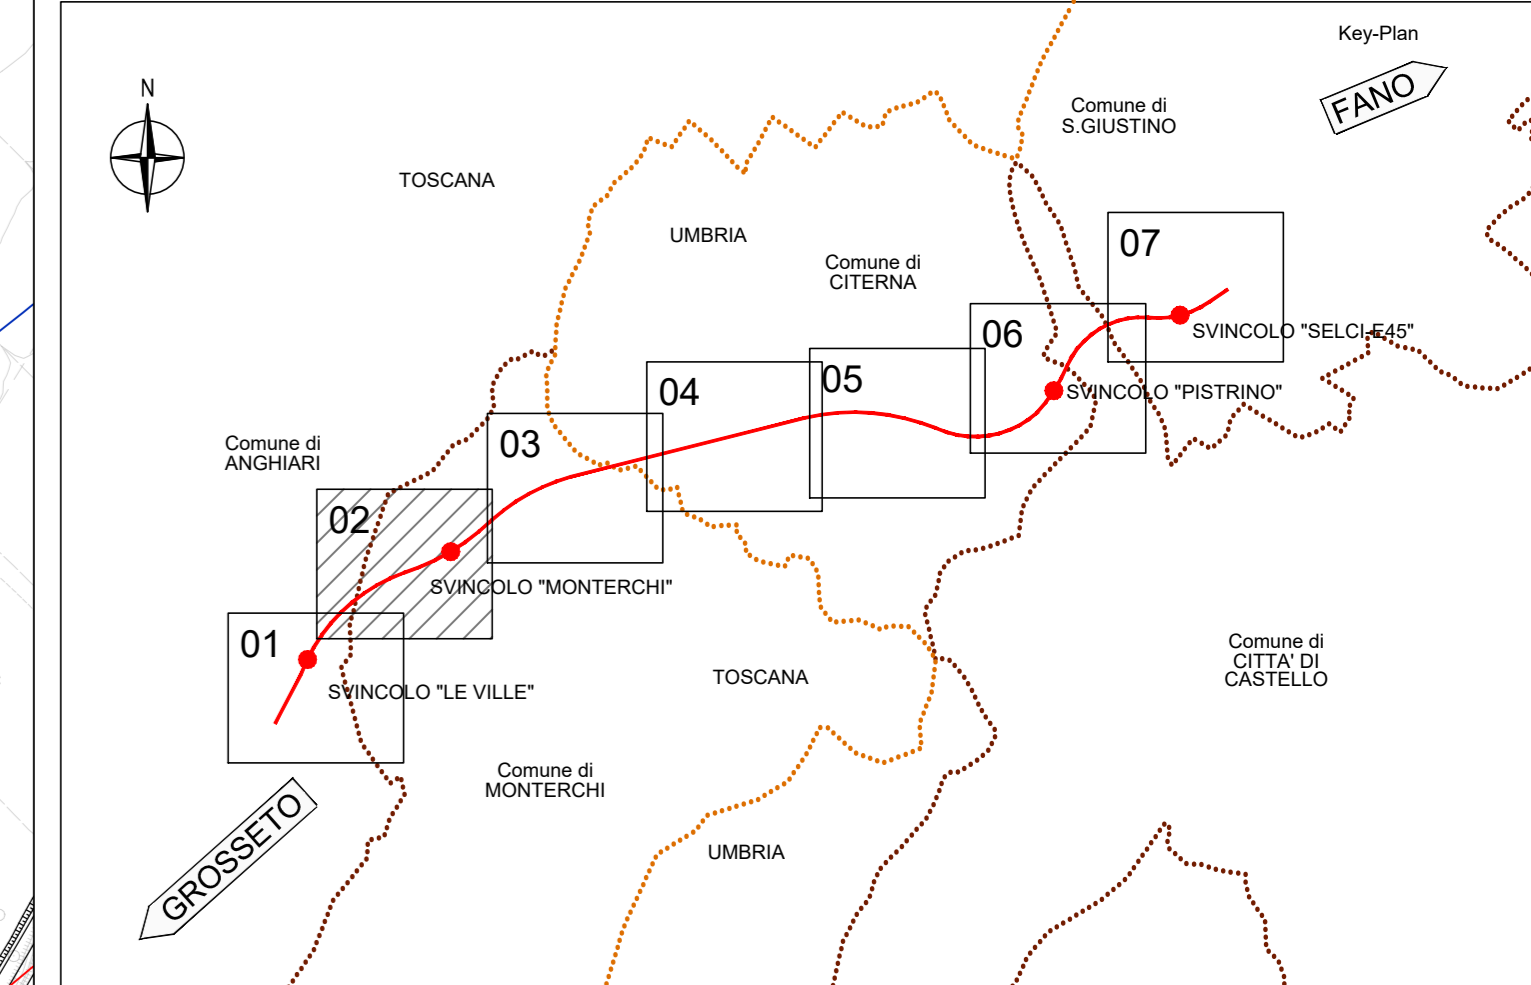 Key-Plan
N
FANO
Comune di
S.GIUSTINO
TOSCANA
UMBRIA
Comune di
CITERNA
07
06
SVINCOLO "SELCI-E45"
05
04
SVINCOLO "PISTRINO"
03
Comune di
ANGHIARI
02
SVINCOLO "MONTERCHI"
01
Comune di
CITTA' DI
CASTELLO
TOSCANA
SVINCOLO "LE VILLE"
Comune di
MONTERCHI
GROSSETO
UMBRIA